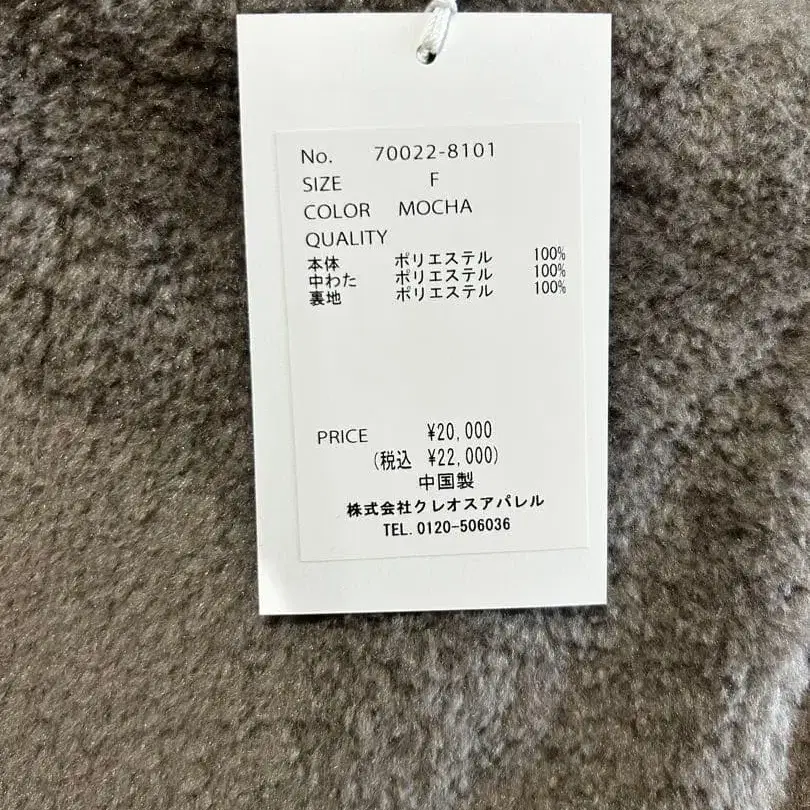 No. 70022-8101
SIZE F
COLOR MOCHA
QUALITY
本体 ポリエステル 100%
中わた ポリエステル 100%
裏地 ポリエステル 100%
PRICE ¥20,000
(税込 ¥22,000)
中国製
株式会社クレオスアパレル
TEL.0120-506036